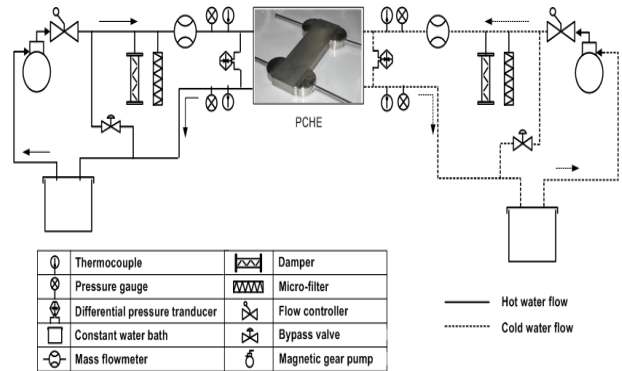 PCHE
Thermocouple
Damper
Pressure gauge
Micro-filter
Differential pressure tranducer
Flow controller
Constant water bath
Bypass valve
Mass flowmeter
Magnetic gear pump
Hot water flow
Cold water flow